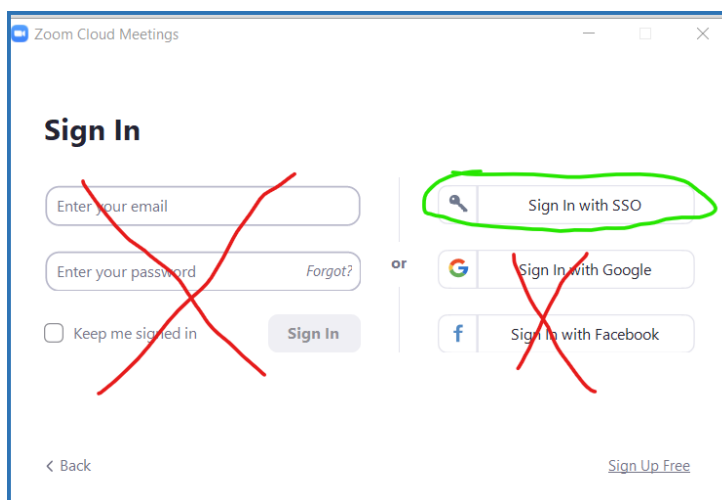 Zoom Cloud Meetings
Sign In
Enter your email
Enter your password
Forgot?
Keep me signed in
Sign In
or
Sign In with SSO
Sign In with Google
Sign In with Facebook
Back
Sign Up Free